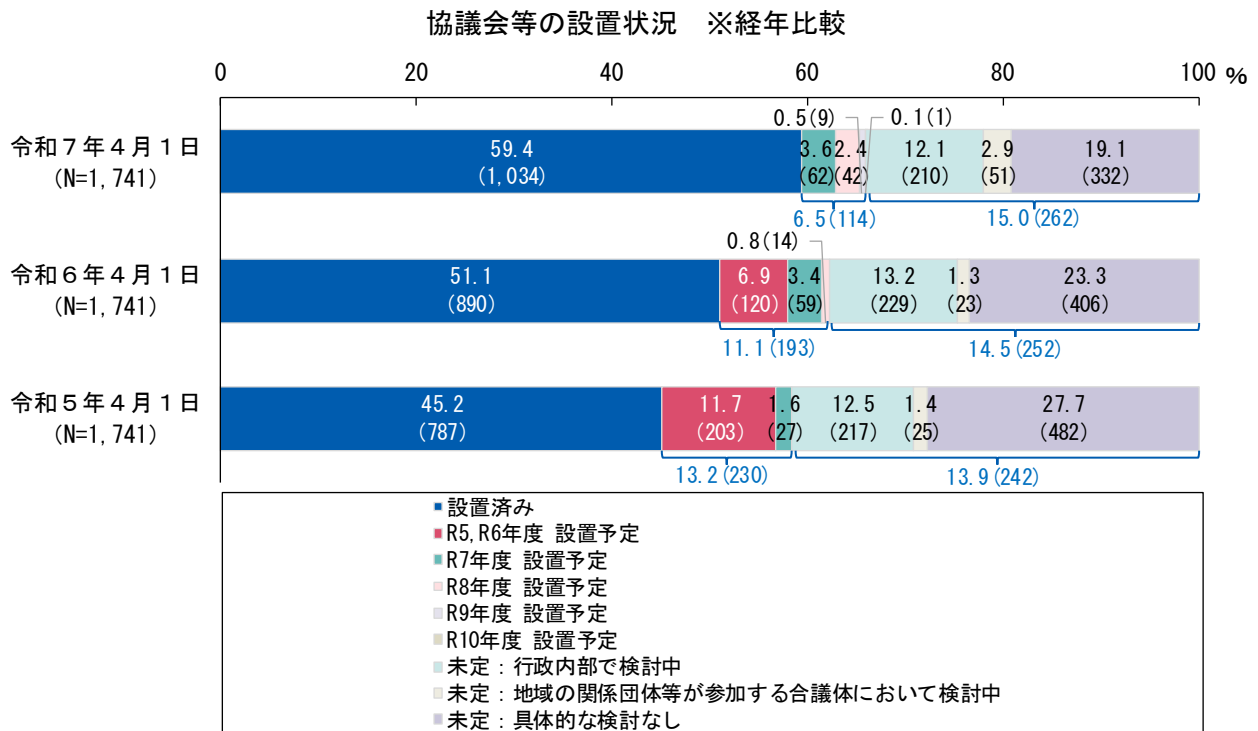 協議会等の設置状況　※経年比較
0 20 40 60 80 100 %
0.5(9) 0.1(1)
令和７年４月１日
(N=1,741)
59.4 3.6 2.4 12.1 2.9 19.1
(1,034) (62) (42) (210) (51) (332)
6.5(114) 15.0(262)
0.8(14)
令和６年４月１日
(N=1,741)
51.1 6.9 3.4 13.2 1.3 23.3
(890) (120) (59) (229) (23) (406)
11.1(193) 14.5(252)
令和５年４月１日
(N=1,741)
45.2 11.7 1.6 12.5 1.4 27.7
(787) (203) (27) (217) (25) (482)
13.2(230) 13.9(242)
設置済み
R5,R6年度 設置予定
R7年度 設置予定
R8年度 設置予定
R9年度 設置予定
R10年度 設置予定
未定：行政内部で検討中
未定：地域の関係団体等が参加する合議体において検討中
未定：具体的な検討なし